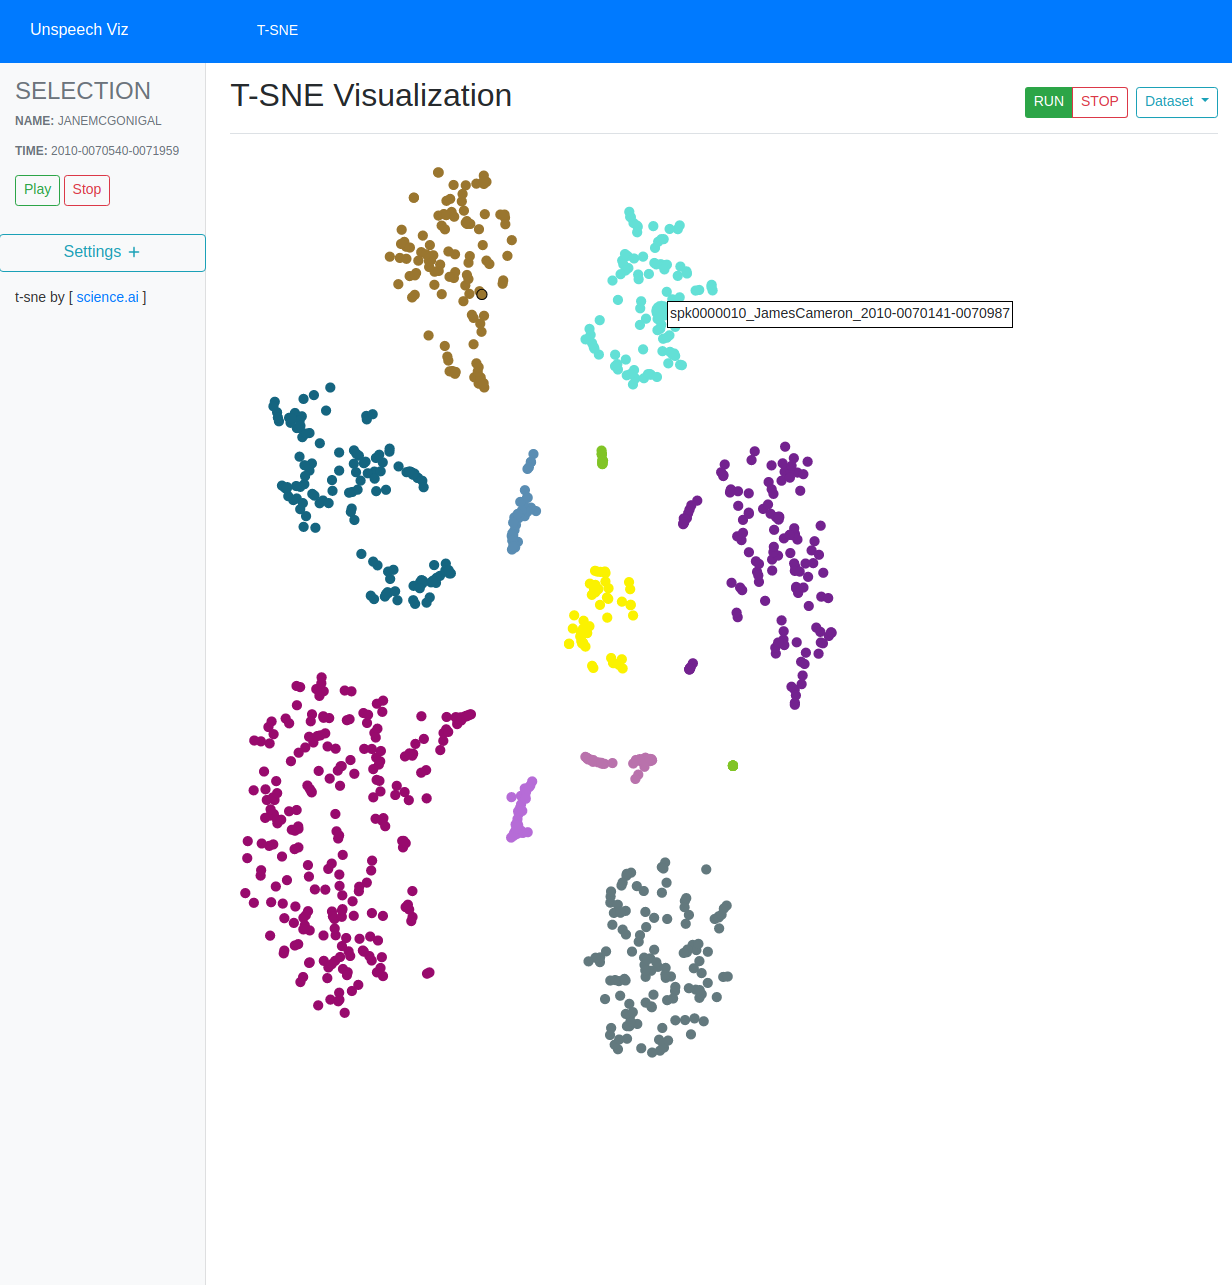 Unspeech Viz
T-SNE
SELECTION
NAME: JANEMCGONIGAL
TIME: 2010-0070540-0071959
Play
Stop
Settings +
t-sne by [ science.ai ]
T-SNE Visualization
RUN
STOP
Dataset
spk0000010_JamesCameron_2010-0070141-0070987